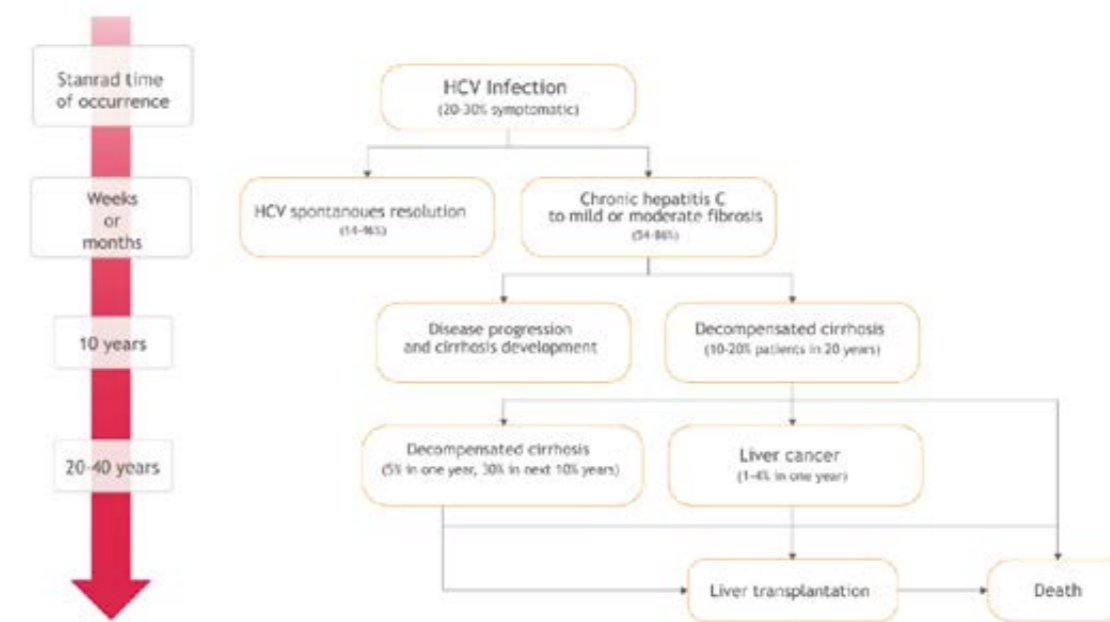 Stanrad time
of occurrence
HCV Infection
(20-30% symptomatic)
Weeks
or
months
HCV spontanoues resolution
(14-46%)
Chronic hepatitis C
to mild or moderate fibrosis
(54-86%)
10 years
Disease progression
and cirrhosis development
Decompensated cirrhosis
(10-20% patients in 20 years)
20-40 years
Decompensated cirrhosis
(5% in one year, 30% in next 10% years)
Liver cancer
(1-4% in one year)
Liver transplantation
Death